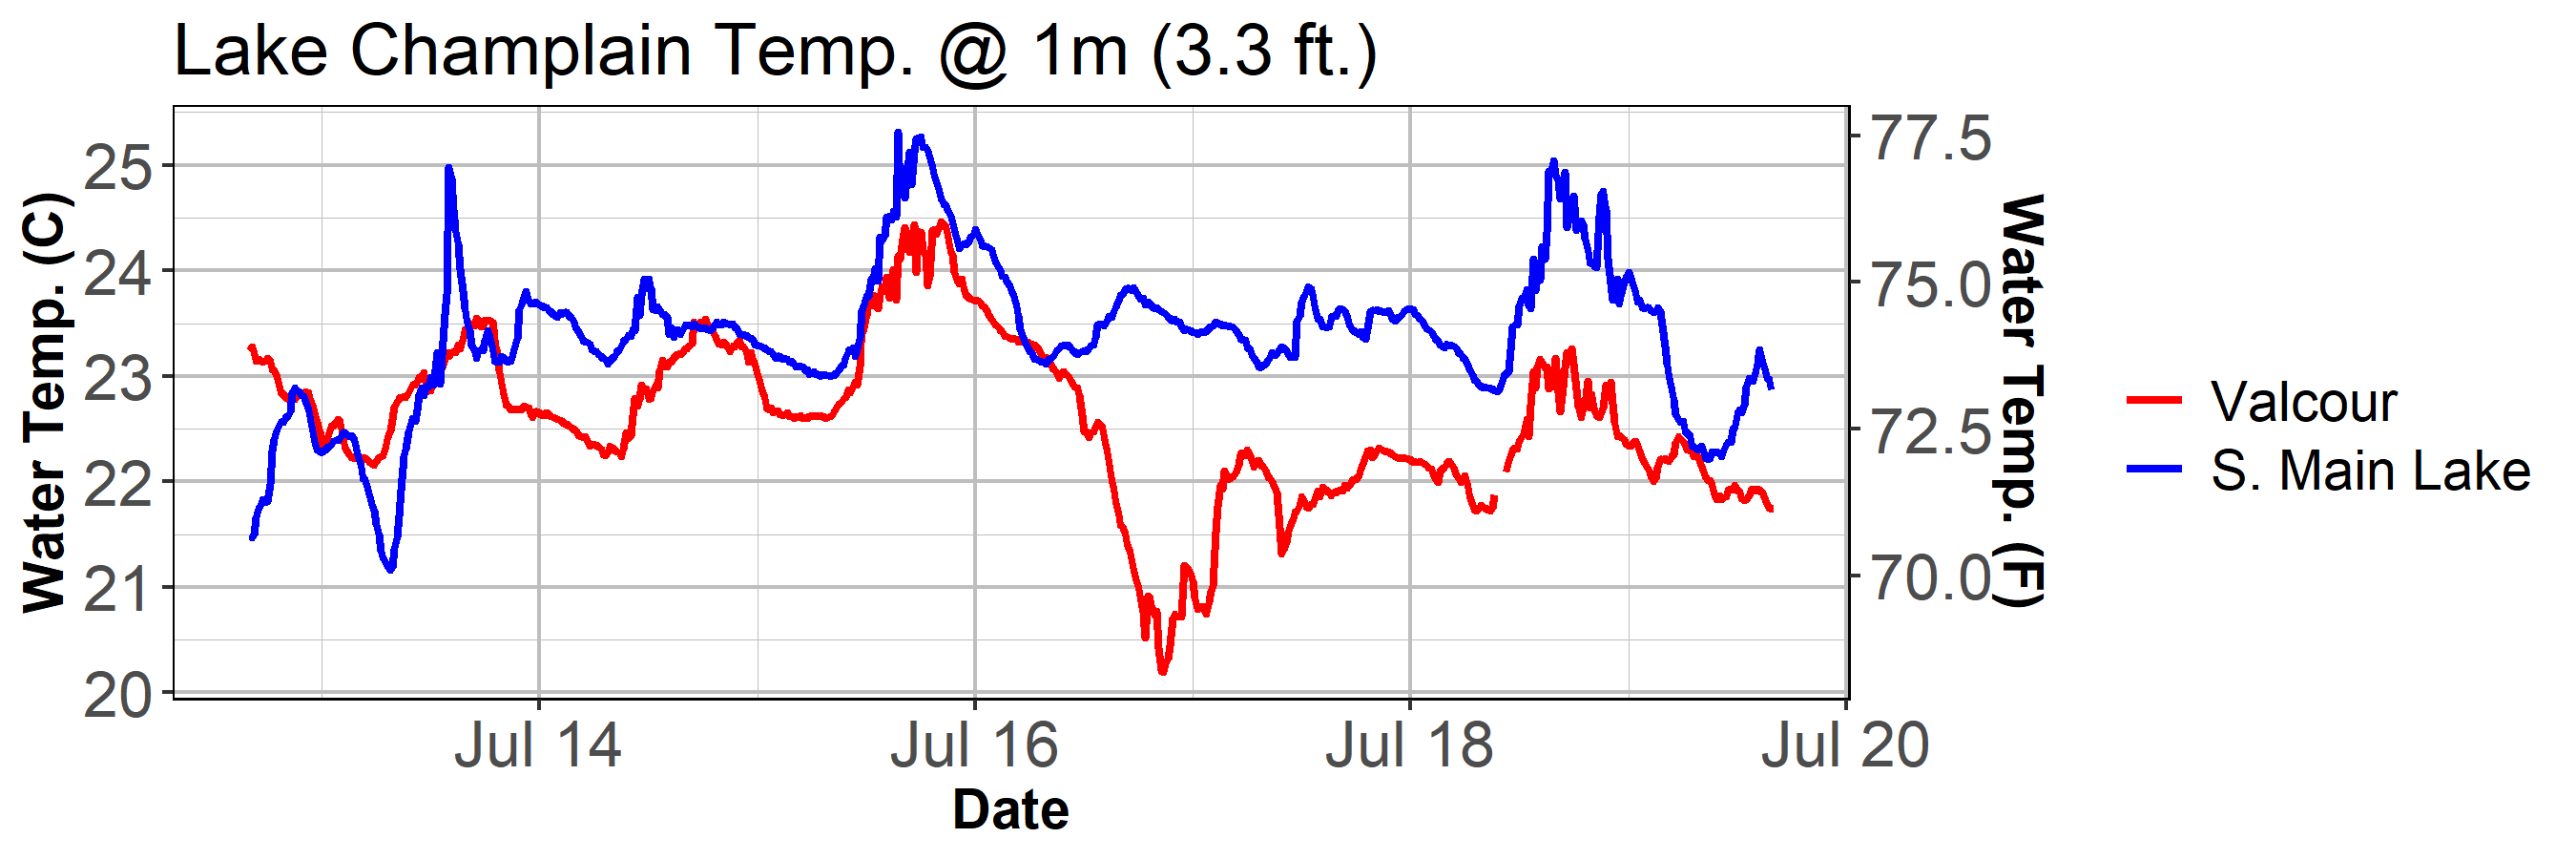 Lake Champlain Temp. @ 1m (3.3 ft.)
Water Temp. (C)
25
24
23
22
21
20
77.5
75.0
72.5
70.0
Water Temp. (F)
Jul 14
Jul 16
Jul 18
Jul 20
Date
Valcour
S. Main Lake